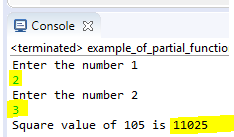 Console
<terminated> example_of_partial_functio
Enter the number 1
2
Enter the number 2
3
Square value of 105 is 11025